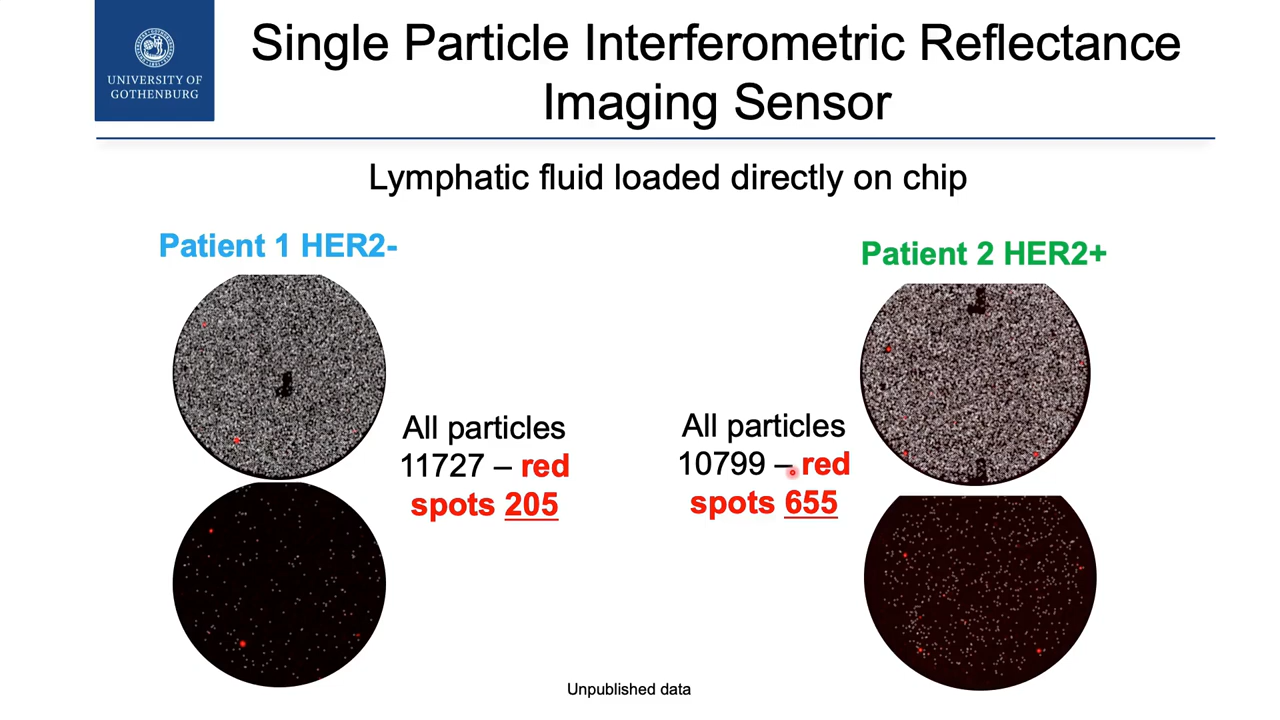 UNIVERSITY OF
GOTHENBURG
Single Particle Interferometric Reflectance
Imaging Sensor
Lymphatic fluid loaded directly on chip
Patient 1 HER2-
Patient 2 HER2+
All particles
11727 – red
spots 205
All particles
10799 – red
spots 655
Unpublished data